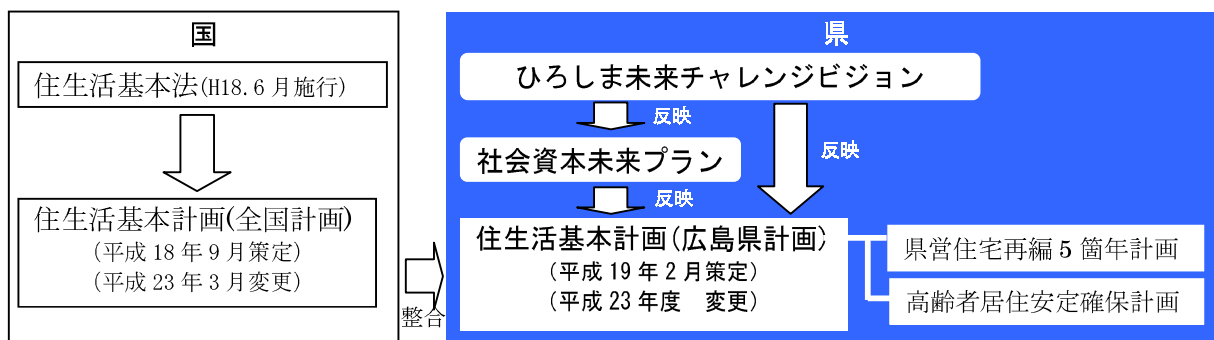 国
住生活基本法(H18.6月施行)
住生活基本計画(全国計画)
(平成18年9月策定)
(平成23年3月変更)
整合
県
ひろしま未来チャレンジビジョン
反映
反映
社会資本未来プラン
反映
住生活基本計画(広島県計画)
(平成19年2月策定)
(平成23年度　変更)
県営住宅再編5箇年計画
高齢者居住安定確保計画